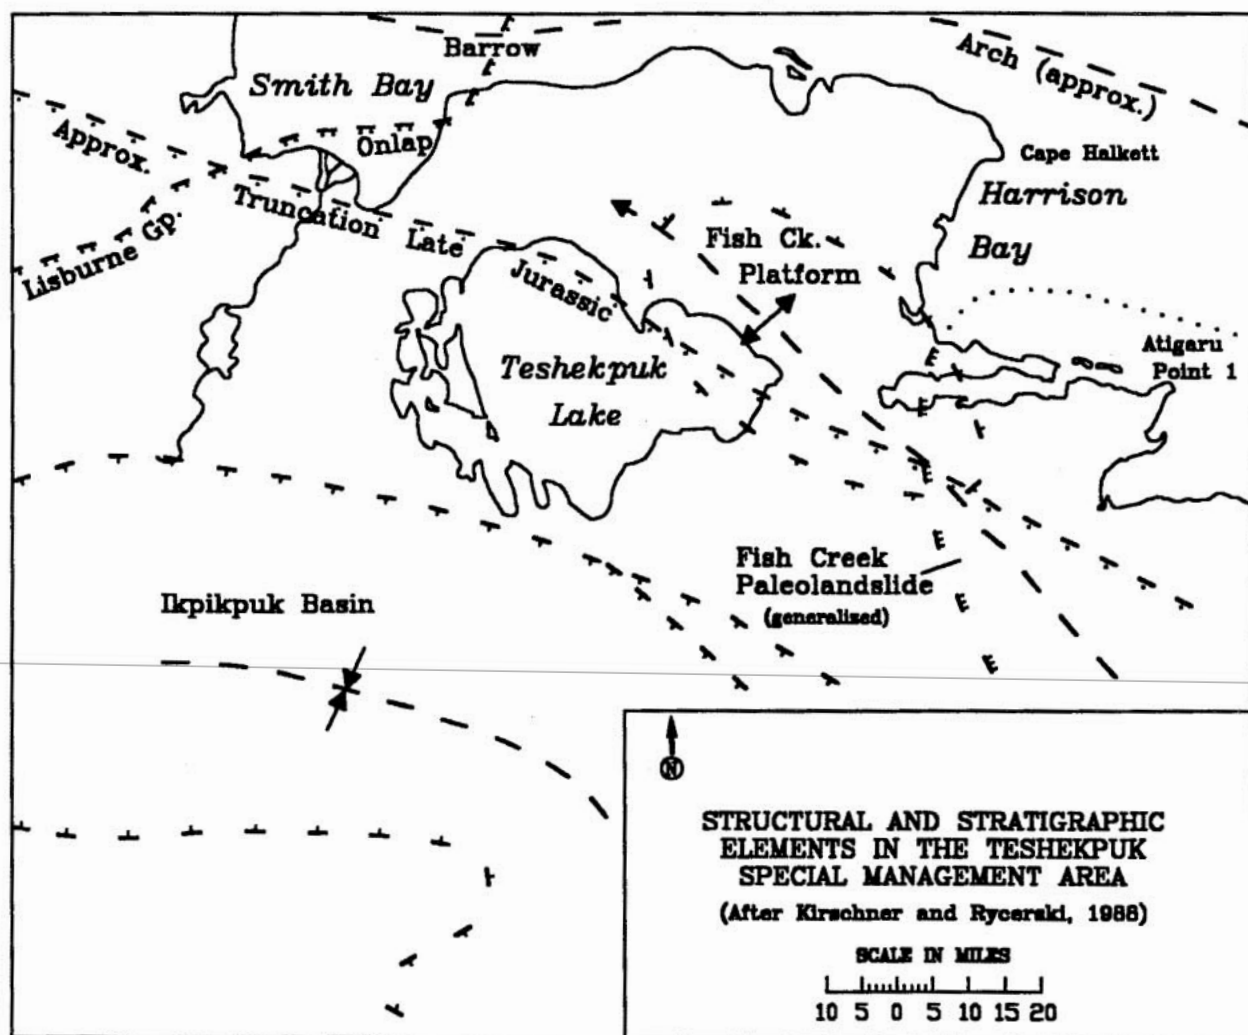 Barrow
Arch (approx.)
Smith Bay
Onlap
Approx.
Truncation Late
Jurassic
Lisburne Gp.
Cape Halkett
Harrison
Bay
Fish Ck.
Platform
Atigaru
Point 1
Teshekpuk
Lake
Fish Creek
Paleolandslide
(generalized)
Ikpikpuk Basin
N
STRUCTURAL AND STRATIGRAPHIC
ELEMENTS IN THE TESHEKPUK
SPECIAL MANAGEMENT AREA
(After Kirschner and Rycerski, 1988)
SCALE IN MILES
10 5 0 5 10 15 20